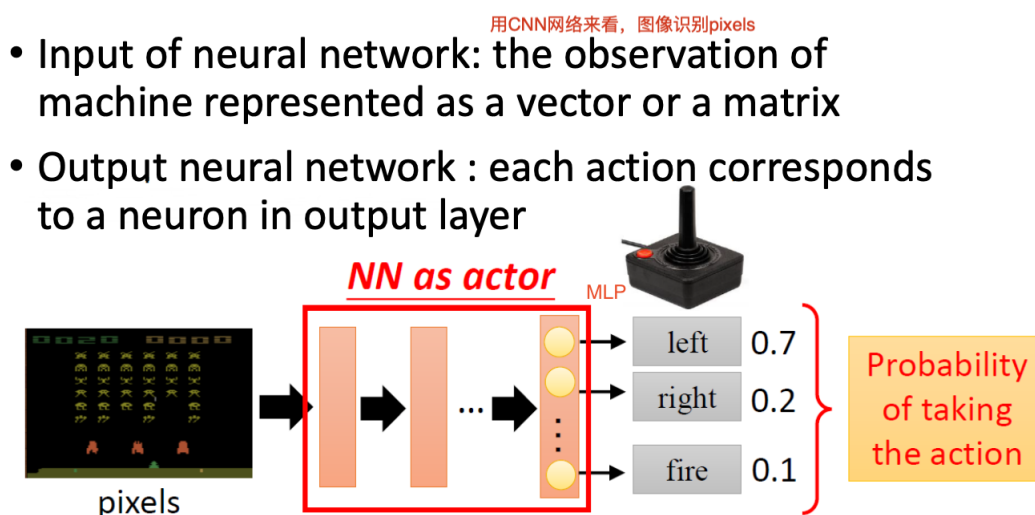 用CNN网络来看，图像识别pixels
• Input of neural network: the observation of
machine represented as a vector or a matrix
• Output neural network : each action corresponds
to a neuron in output layer
NN as actor
MLP
0020 0000
left 0.7
right 0.2
...
fire 0.1
Probability
of taking
the action
pixels